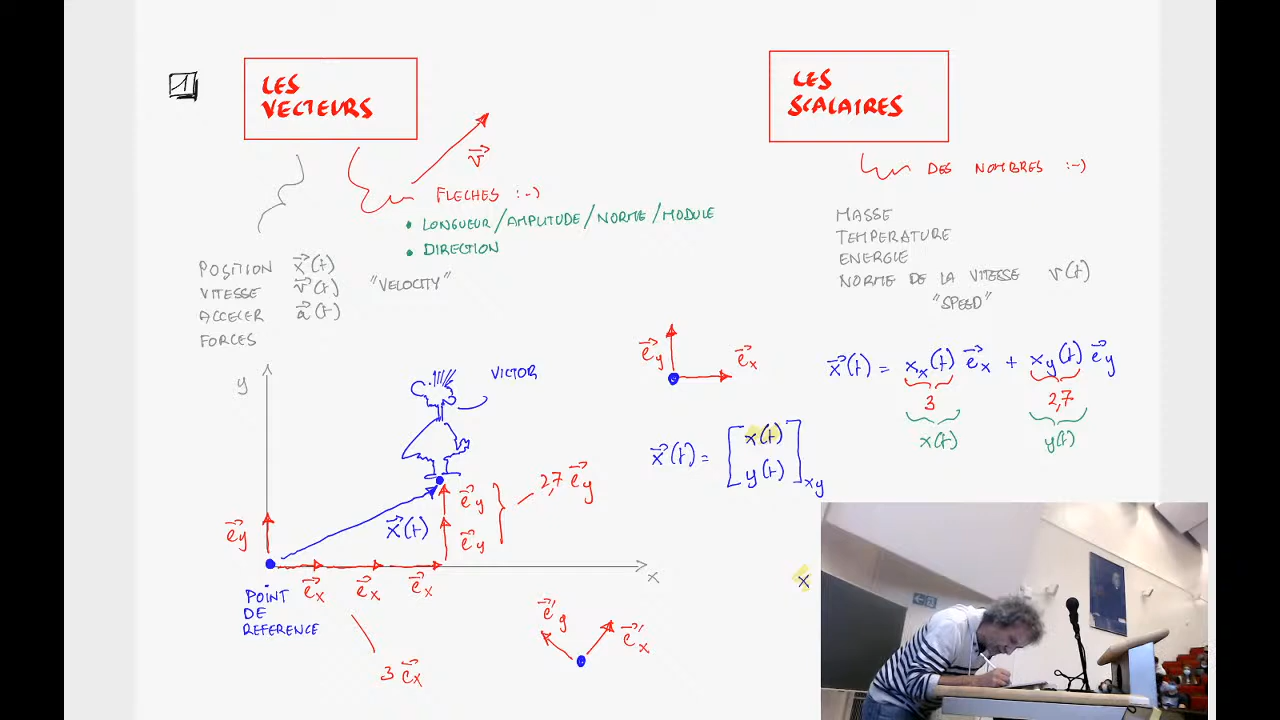 1
LES
VECTEURS
v⃗
FLECHES :-)
• LONGUEUR/AMPLITUDE/NORME/MODULE
• DIRECTION
POSITION x⃗(t)
VITESSE v⃗(t) "VELOCITY"
ACCELER a⃗(t)
FORCES
LES
SCALAIRES
DES NOMBRES :-)
MASSE
TEMPERATURE
ENERGIE
NORME DE LA VITESSE v(t)
"SPEED"
y
VICTOR
x⃗(t)
e⃗y
e⃗y
e⃗y
2,7 e⃗y
POINT
DE
REFERENCE
e⃗x e⃗x e⃗x
x
3 e⃗x
e⃗y
e⃗x
x⃗(t) = xx(t) e⃗x + xy(t) e⃗y
3 2,7
x(t) y(t)
x⃗(t) = [x(t)
y(t)]xy
x
e⃗'y
e⃗'x